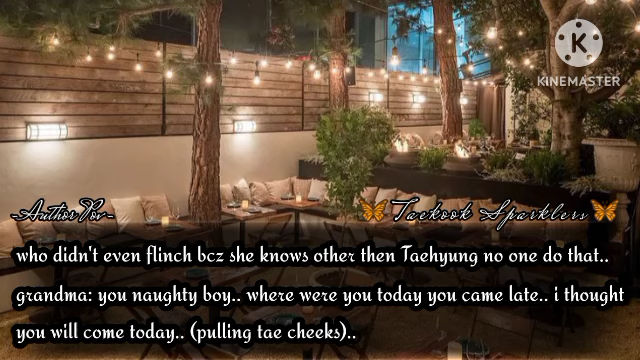 KINEMASTER
-Author Pov-
🦋Taekook Sparklers🦋
who didn't even flinch bcz she knows other then Taehyung no one do that..
grandma: you naughty boy.. where were you today you came late.. i thought
you will come today.. (pulling tae cheeks)..